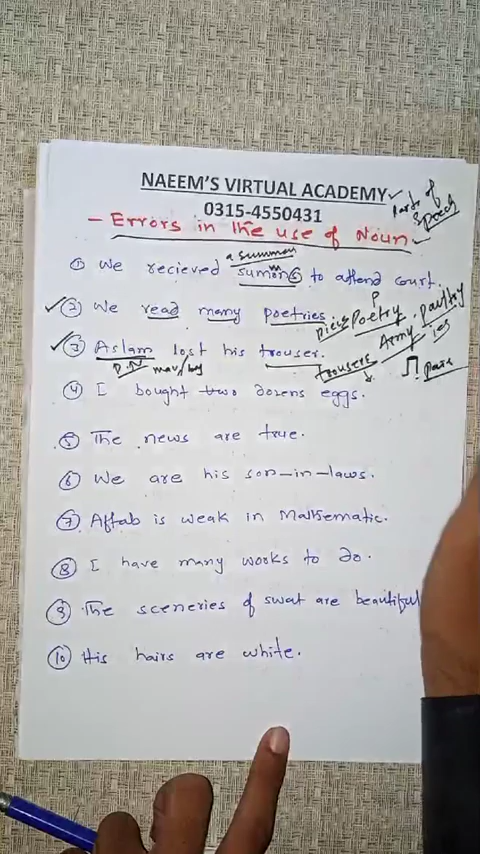 NAEEM'S VIRTUAL ACADEMY
0315-4550431
Parts of Speech
- Errors in the use of Noun
a summon
① We recieved summons to attend court.
② We read many poetries.
P
piece Poetry, Paultry
③ Aslam lost his trouser.
P.N man/boy
trousers Army ies
Pair
④ I bought two dozens eggs.
⑤ The news are true.
⑥ We are his son-in-laws.
⑦ Aftab is weak in Mathematic.
⑧ I have many works to do.
⑨ The sceneries of swat are beautiful
⑩ His hairs are white.